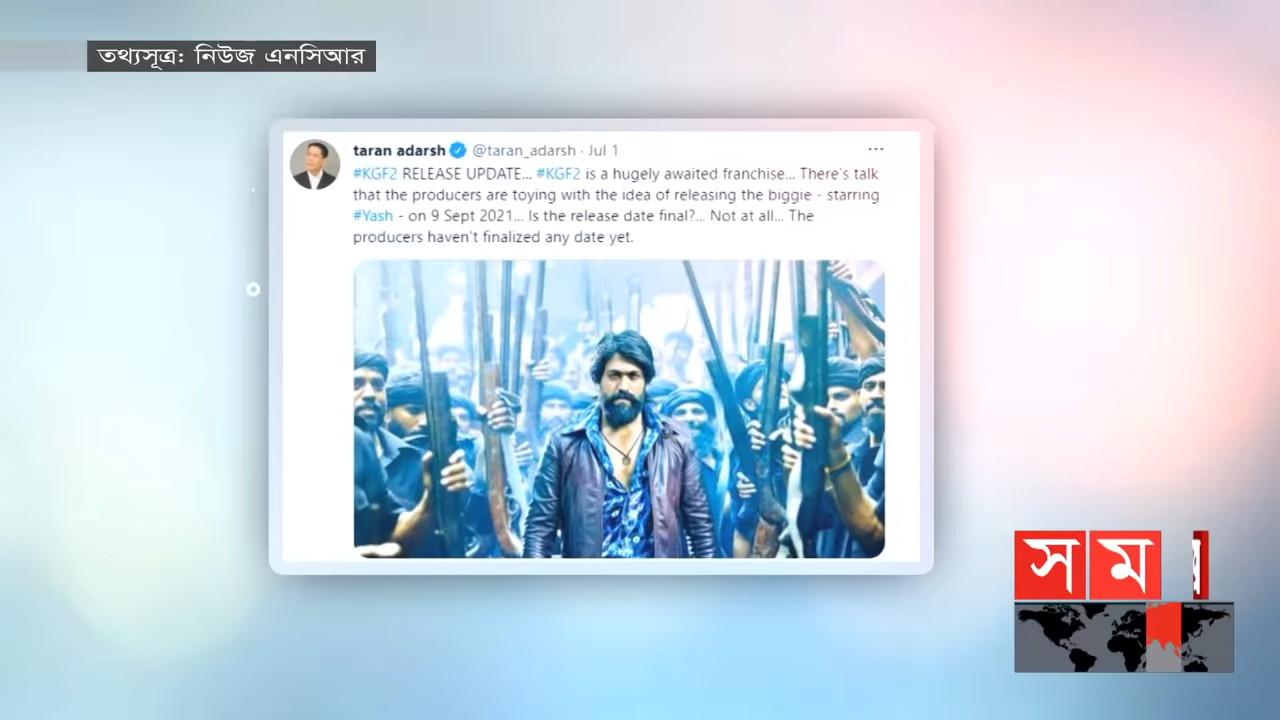 তথ্যসূত্র: নিউজ এনসিআর
taran adarsh @taran_adarsh · Jul 1
#KGF2 RELEASE UPDATE... #KGF2 is a hugely awaited franchise... There's talk
that the producers are toying with the idea of releasing the biggie - starring
#Yash - on 9 Sept 2021... Is the release date final?... Not at all... The
producers haven't finalized any date yet.
সম